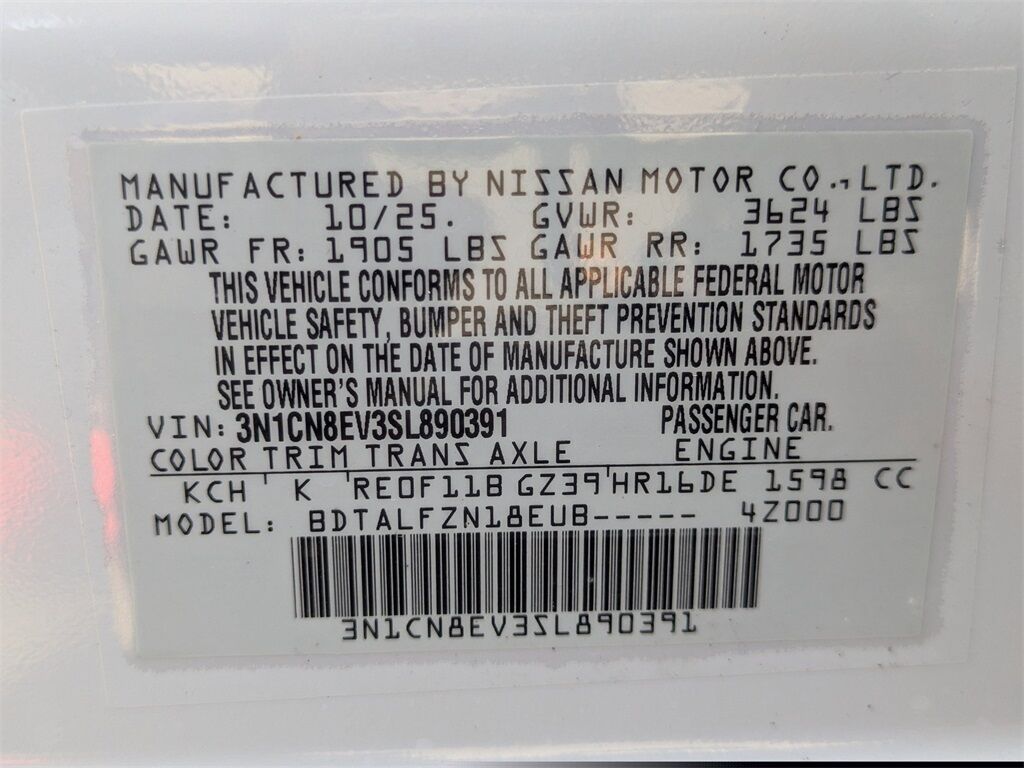 MANUFACTURED BY NISSAN MOTOR CO.,LTD.
DATE: 10/25. GVWR: 3624 LBS
GAWR FR: 1905 LBS GAWR RR: 1735 LBS
THIS VEHICLE CONFORMS TO ALL APPLICABLE FEDERAL MOTOR
VEHICLE SAFETY, BUMPER AND THEFT PREVENTION STANDARDS
IN EFFECT ON THE DATE OF MANUFACTURE SHOWN ABOVE.
SEE OWNER'S MANUAL FOR ADDITIONAL INFORMATION.
VIN: 3N1CN8EV3SL890391 PASSENGER CAR.
COLOR TRIM TRANS AXLE ENGINE
KCH K RE0F11B GZ39 HR16DE 1598 CC
MODEL: BDTALFZN18EUB----- 4Z000
3N1CN8EV3SL890391